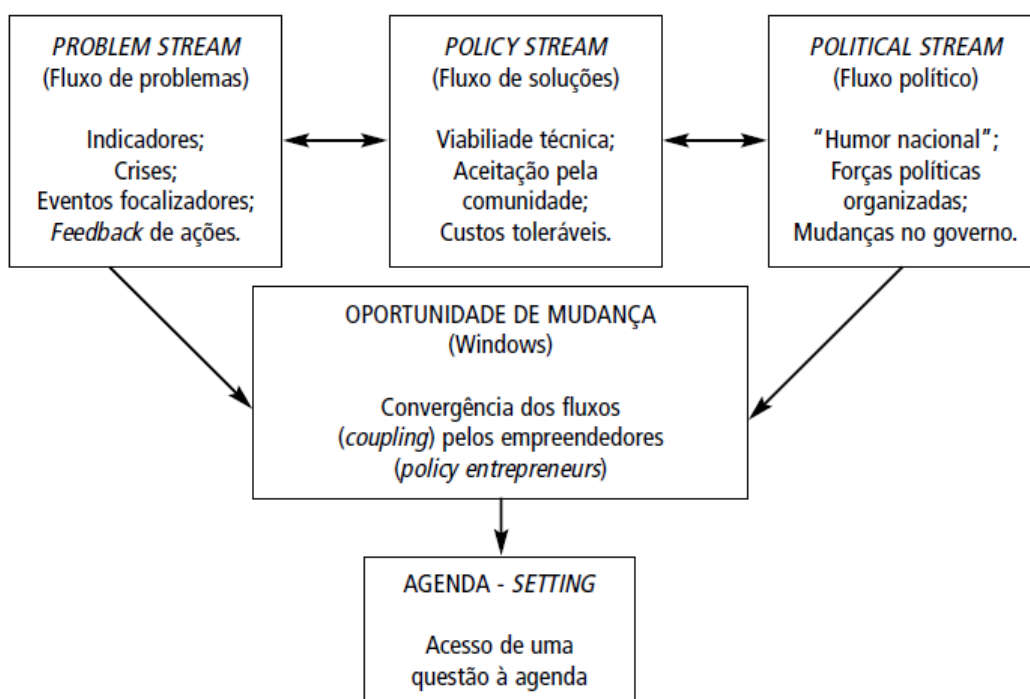 PROBLEM STREAM
(Fluxo de problemas)
Indicadores;
Crises;
Eventos focalizadores;
Feedback de ações.
POLICY STREAM
(Fluxo de soluções)
Viabiliade técnica;
Aceitação pela
comunidade;
Custos toleráveis.
POLITICAL STREAM
(Fluxo político)
“Humor nacional”;
Forças políticas
organizadas;
Mudanças no governo.
OPORTUNIDADE DE MUDANÇA
(Windows)
Convergência dos fluxos
(coupling) pelos empreendedores
(policy entrepreneurs)
AGENDA - SETTING
Acesso de uma
questão à agenda